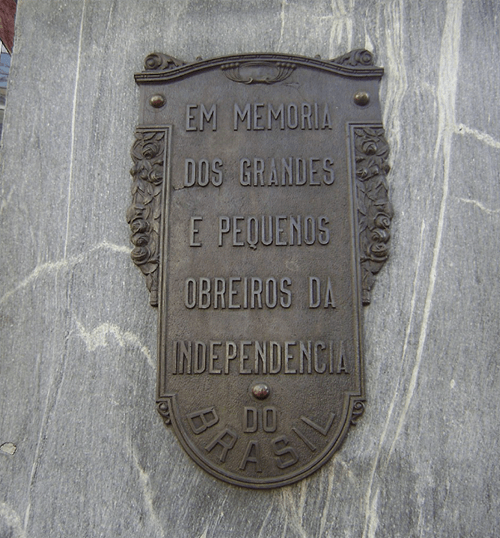 EM MEMORIA
DOS GRANDES
E PEQUENOS
OBREIROS DA
INDEPENDENCIA
DO
BRASIL